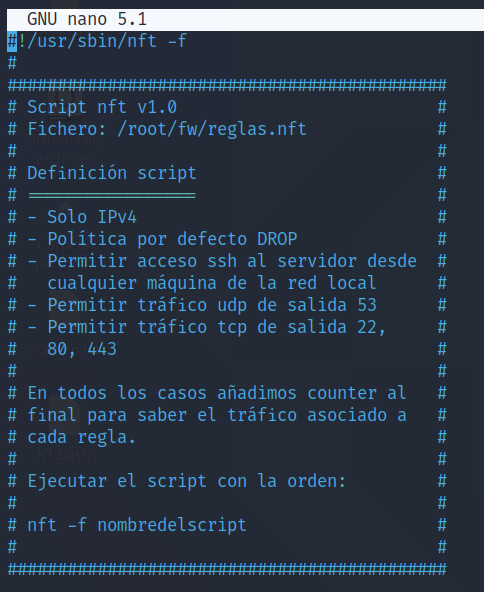 GNU nano 5.1
#!/usr/sbin/nft -f
#
############################################
# Script nft v1.0 #
# Fichero: /root/fw/reglas.nft #
# #
# Definición script #
# ================= #
# - Solo IPv4 #
# - Política por defecto DROP #
# - Permitir acceso ssh al servidor desde #
# cualquier máquina de la red local #
# - Permitir tráfico udp de salida 53 #
# - Permitir tráfico tcp de salida 22, #
# 80, 443 #
# #
# En todos los casos añadimos counter al #
# final para saber el tráfico asociado a #
# cada regla. #
# #
# Ejecutar el script con la orden: #
# #
# nft -f nombredelscript #
# #
############################################